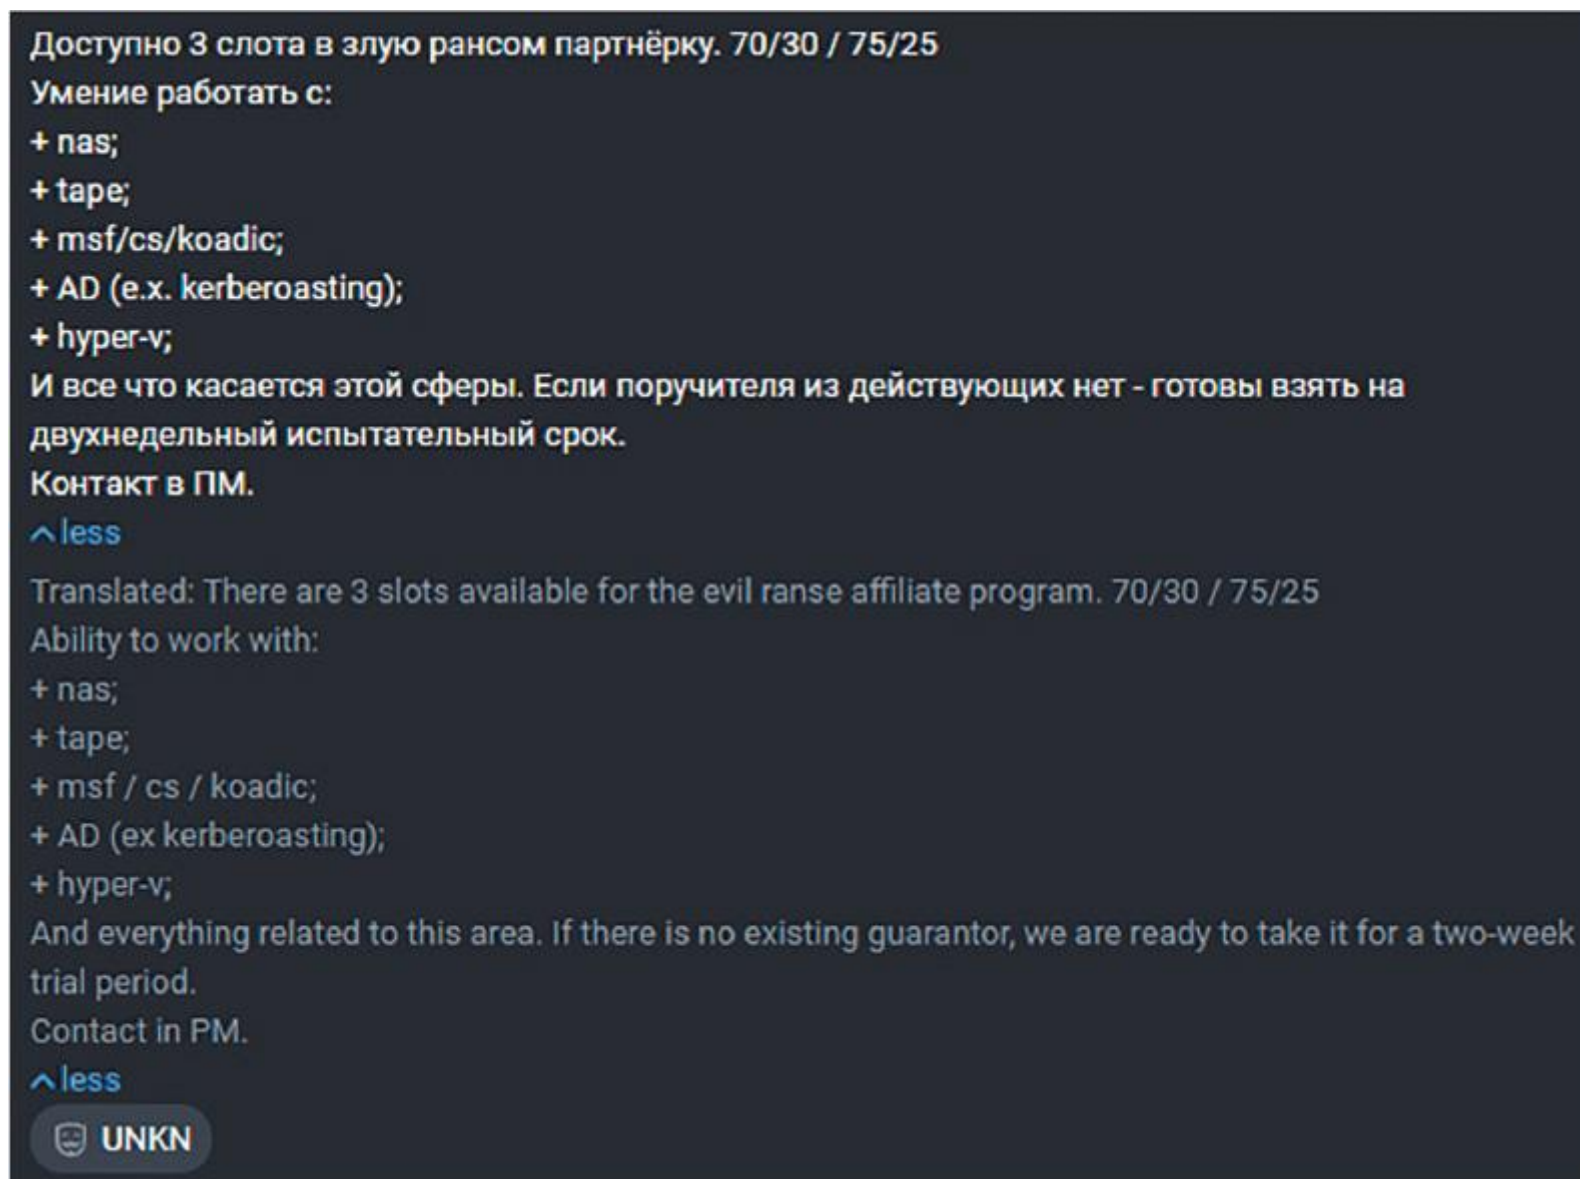 Доступно 3 слота в злую рансом партнёрку. 70/30 / 75/25
Умение работать с:
+ nas;
+ tape;
+ msf/cs/koadic;
+ AD (e.x. kerberoasting);
+ hyper-v;
И все что касается этой сферы. Если поручителя из действующих нет - готовы взять на
двухнедельный испытательный срок.
Контакт в ПМ.
less
Translated: There are 3 slots available for the evil ranse affiliate program. 70/30 / 75/25
Ability to work with:
+ nas;
+ tape;
+ msf / cs / koadic;
+ AD (ex kerberoasting);
+ hyper-v;
And everything related to this area. If there is no existing guarantor, we are ready to take it for a two-week
trial period.
Contact in PM.
less
UNKN